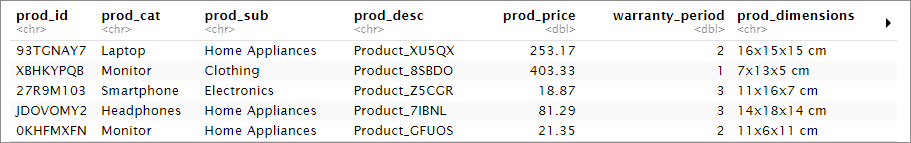 prod_id prod_cat prod_sub prod_desc prod_price warranty_period prod_dimensions
<chr> <chr> <chr> <chr> <dbl> <dbl> <chr>
93TGNAY7 Laptop Home Appliances Product_XU5QX 253.17 2 16x15x15 cm
XBHKYPQB Monitor Clothing Product_8SBDO 403.33 1 7x13x5 cm
27R9M103 Smartphone Electronics Product_Z5CGR 18.87 3 11x16x7 cm
JDOVOMY2 Headphones Home Appliances Product_7IBNL 81.29 3 14x18x14 cm
0KHFMXFN Monitor Home Appliances Product_GFUOS 21.35 2 11x6x11 cm